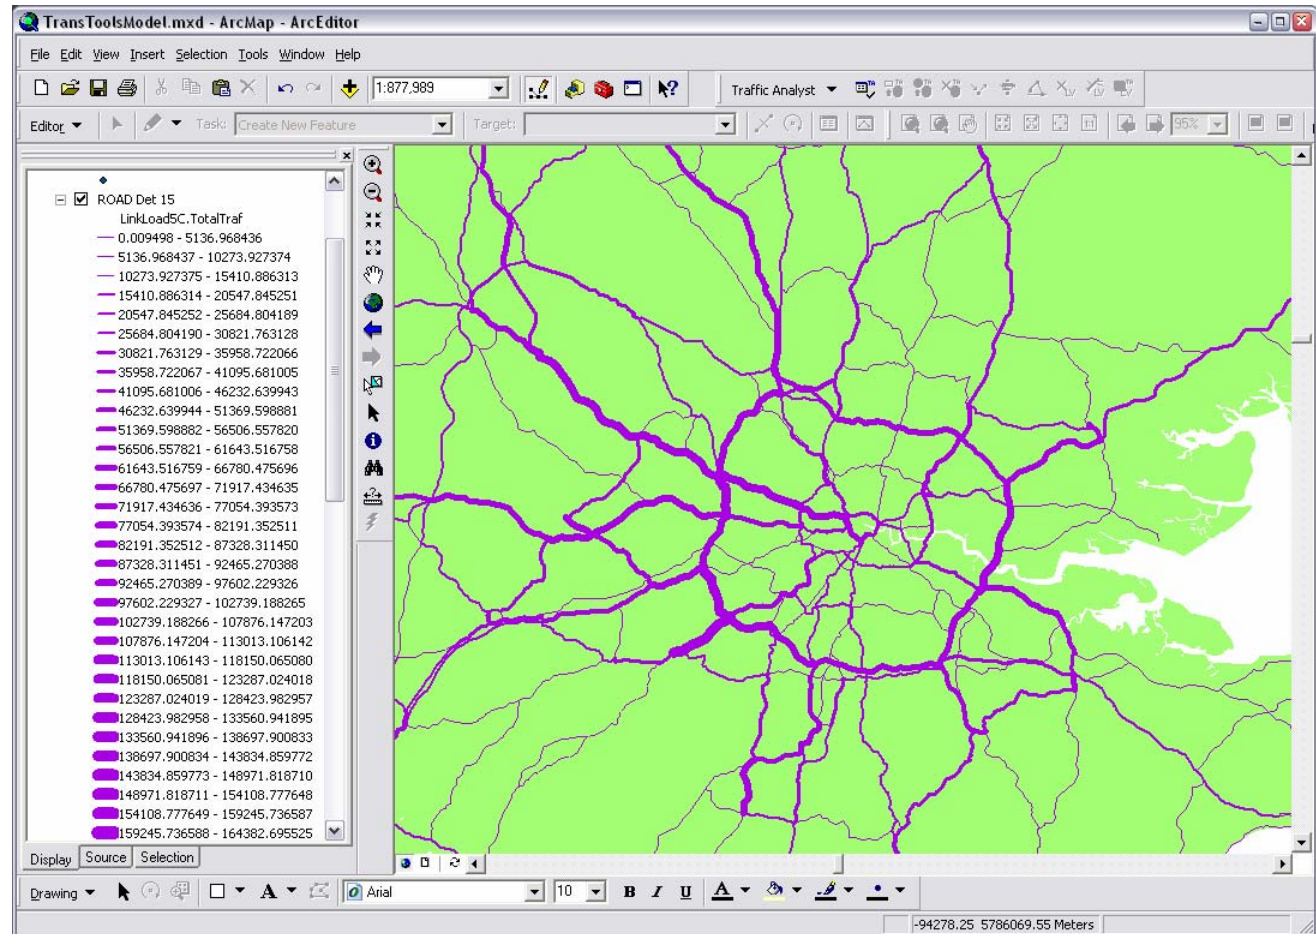 TransToolsModel.mxd - ArcMap - ArcEditor
File Edit View Insert Selection Tools Window Help
1:877,989
Traffic Analyst
Editor
Task: Create New Feature
Target:
95%
ROAD Det 15
LinkLoad5C.TotalTraf
0.009498 - 5136.968436
5136.968437 - 10273.927374
10273.927375 - 15410.886313
15410.886314 - 20547.845251
20547.845252 - 25684.804189
25684.804190 - 30821.763128
30821.763129 - 35958.722066
35958.722067 - 41095.681005
41095.681006 - 46232.639943
46232.639944 - 51369.598881
51369.598882 - 56506.557820
56506.557821 - 61643.516758
61643.516759 - 66780.475696
66780.475697 - 71917.434635
71917.434636 - 77054.393573
77054.393574 - 82191.352511
82191.352512 - 87328.311450
87328.311451 - 92465.270388
92465.270389 - 97602.229326
97602.229327 - 102739.188265
102739.188266 - 107876.147203
107876.147204 - 113013.106142
113013.106143 - 118150.065080
118150.065081 - 123287.024018
123287.024019 - 128423.982957
128423.982958 - 133560.941895
133560.941896 - 138697.900833
138697.900834 - 143834.859772
143834.859773 - 148971.818710
148971.818711 - 154108.777648
154108.777649 - 159245.736587
159245.736588 - 164382.695525
Display Source Selection
Drawing
A
Arial
10
B I U A
-94278.25 5786069.55 Meters